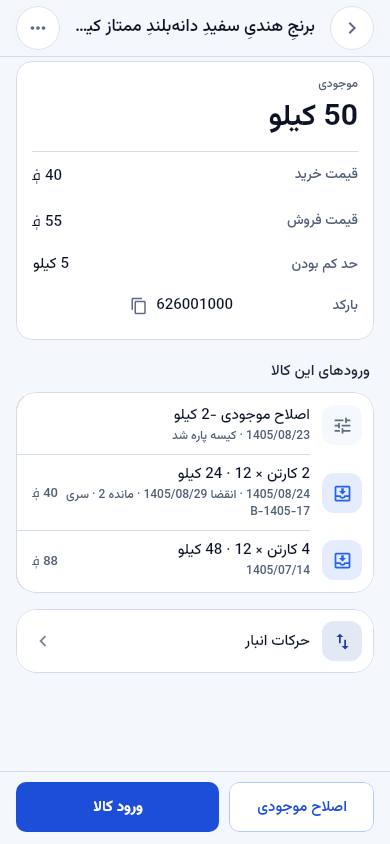 برنجِ هندیِ سفیدِ دانه‌بلندِ ممتاز کیـ...
موجودی
50 کیلو
قیمت خرید
40 ؋
قیمت فروش
55 ؋
حد کم بودن
5 کیلو
بارکد
626001000
ورودهای این کالا
اصلاح موجودی -2 کیلو
1405/08/23 · کیسه پاره شد
2 کارتن × 12 · 24 کیلو
1405/08/24 · انقضا 1405/08/29 · مانده 2 · سری
B-1405-17
40 ؋
4 کارتن × 12 · 48 کیلو
1405/07/14
88 ؋
حرکات انبار
اصلاح موجودی
ورود کالا